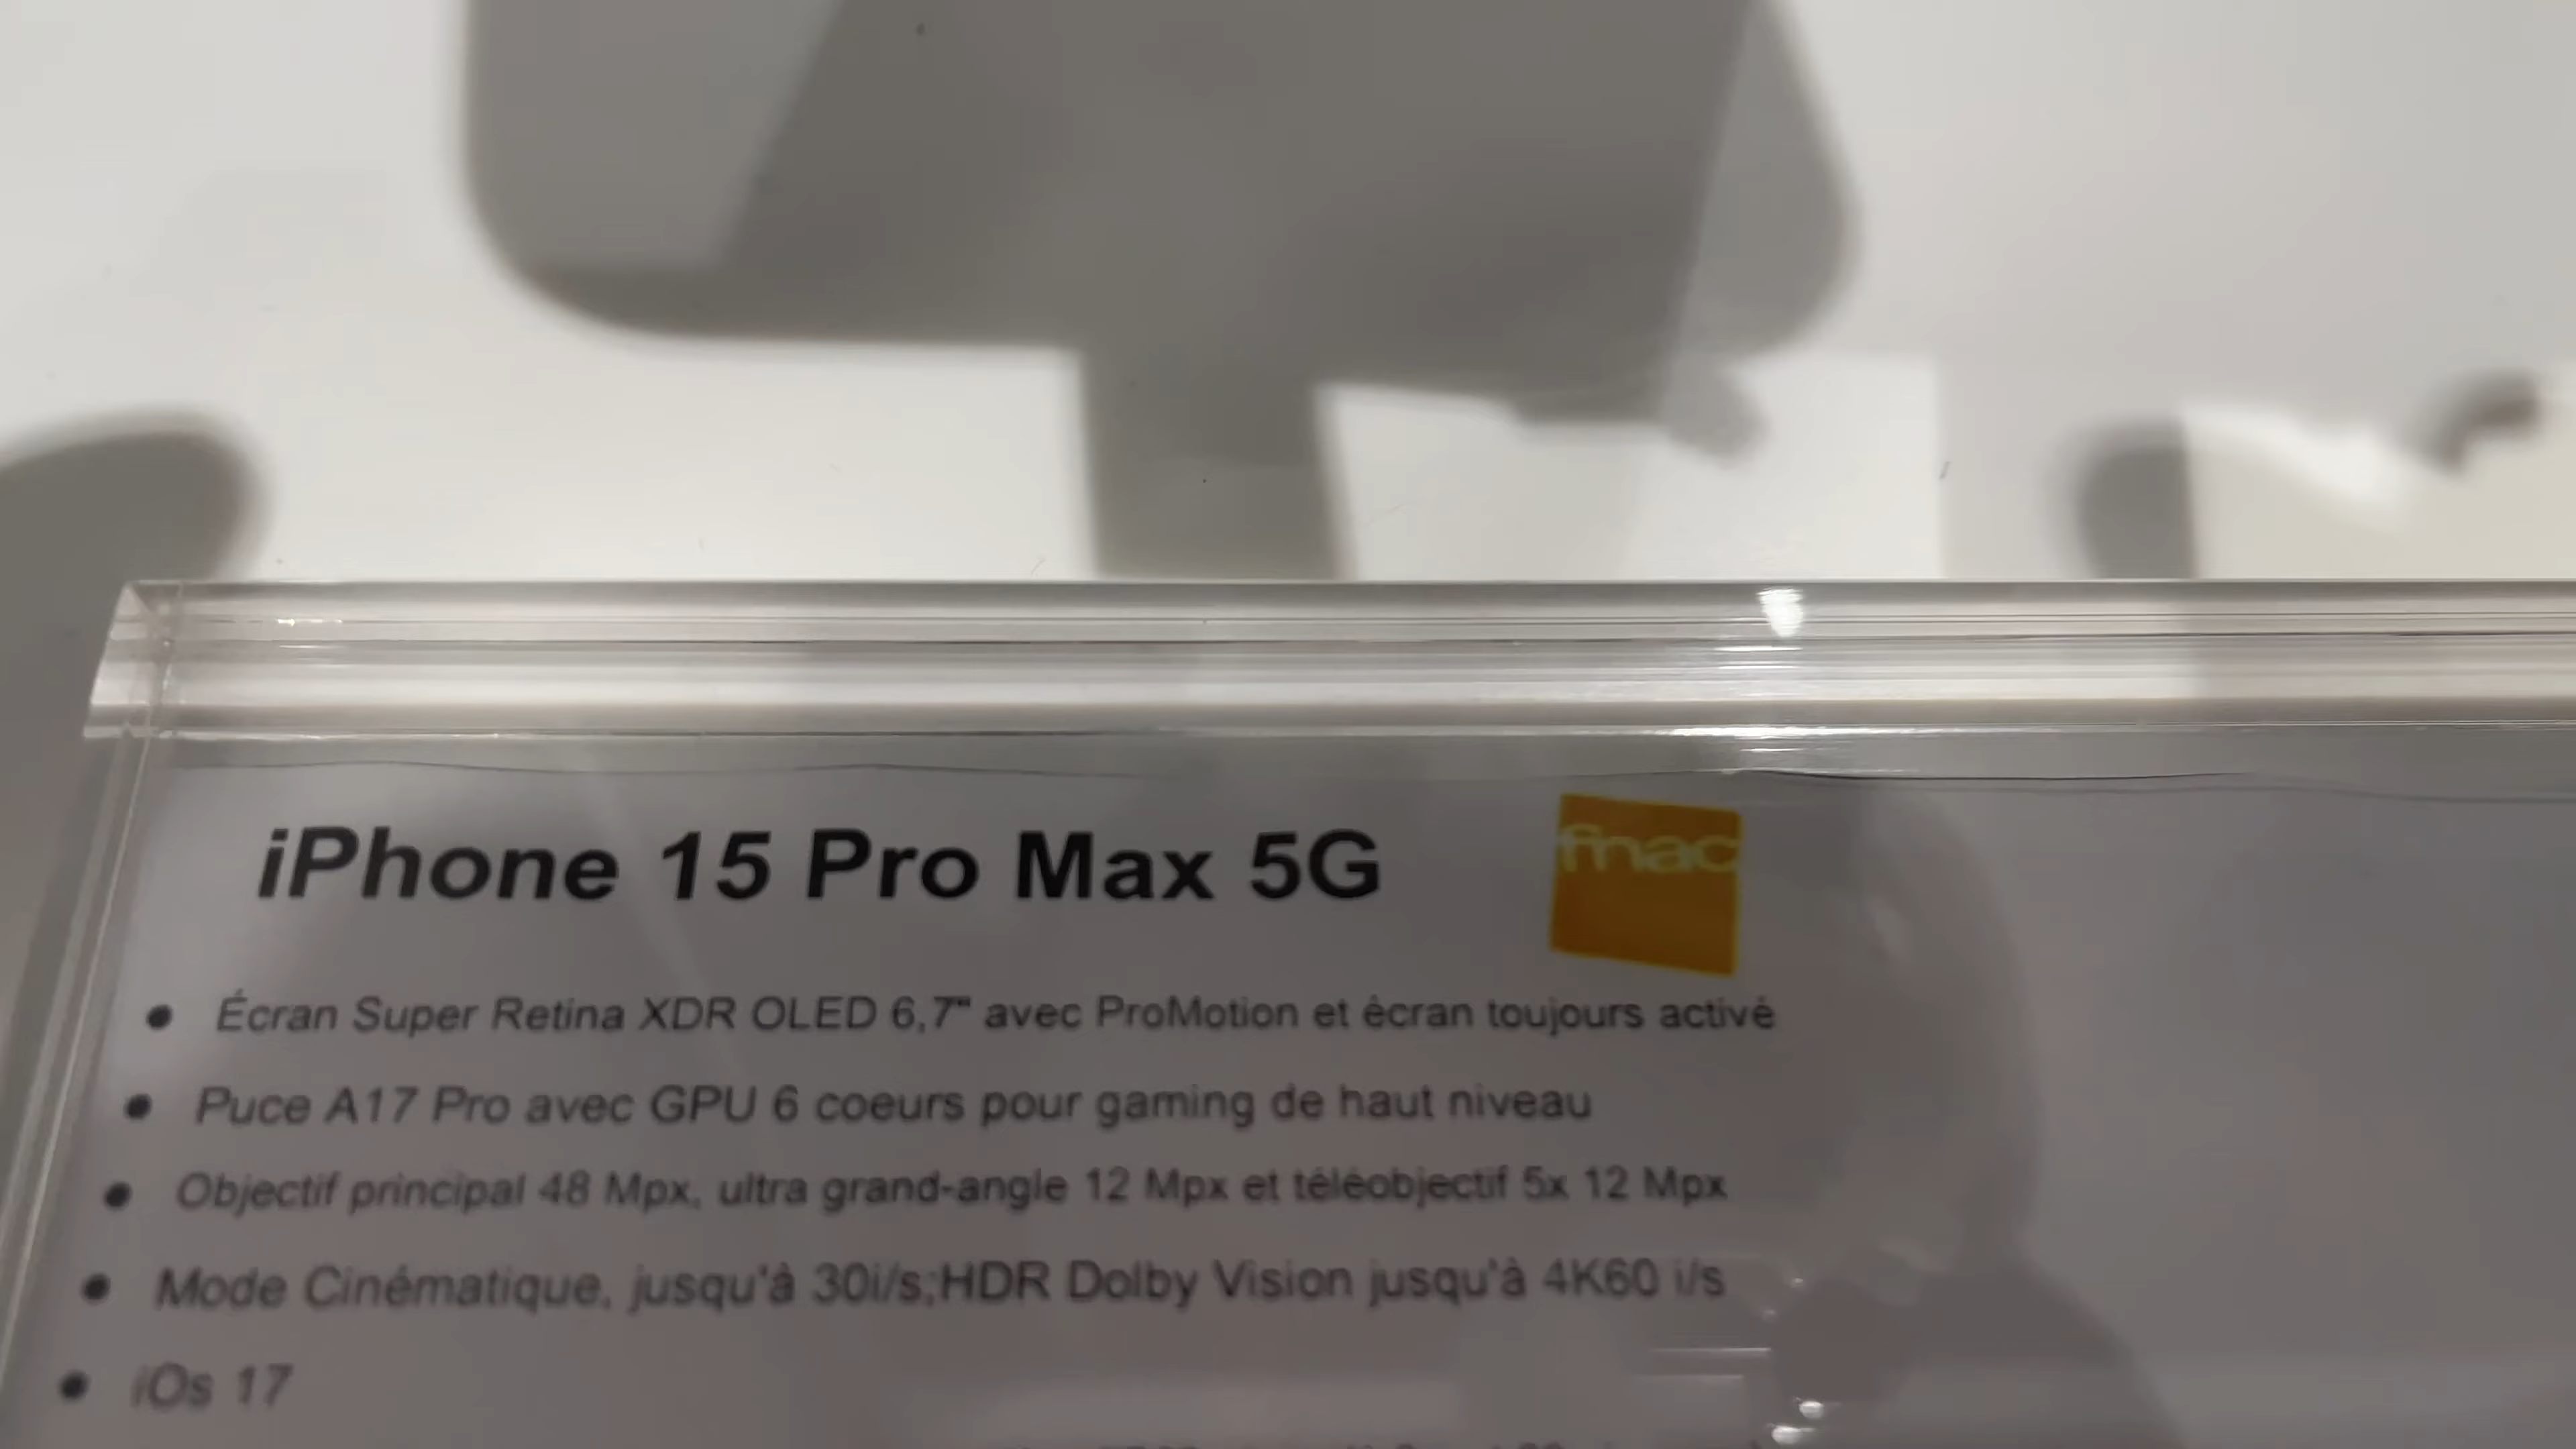 iPhone 15 Pro Max 5G
fnac
• Écran Super Retina XDR OLED 6,7" avec ProMotion et écran toujours activé
• Puce A17 Pro avec GPU 6 coeurs pour gaming de haut niveau
• Objectif principal 48 Mpx, ultra grand-angle 12 Mpx et téléobjectif 5x 12 Mpx
• Mode Cinématique, jusqu'à 30i/s;HDR Dolby Vision jusqu'à 4K60 i/s
• iOs 17